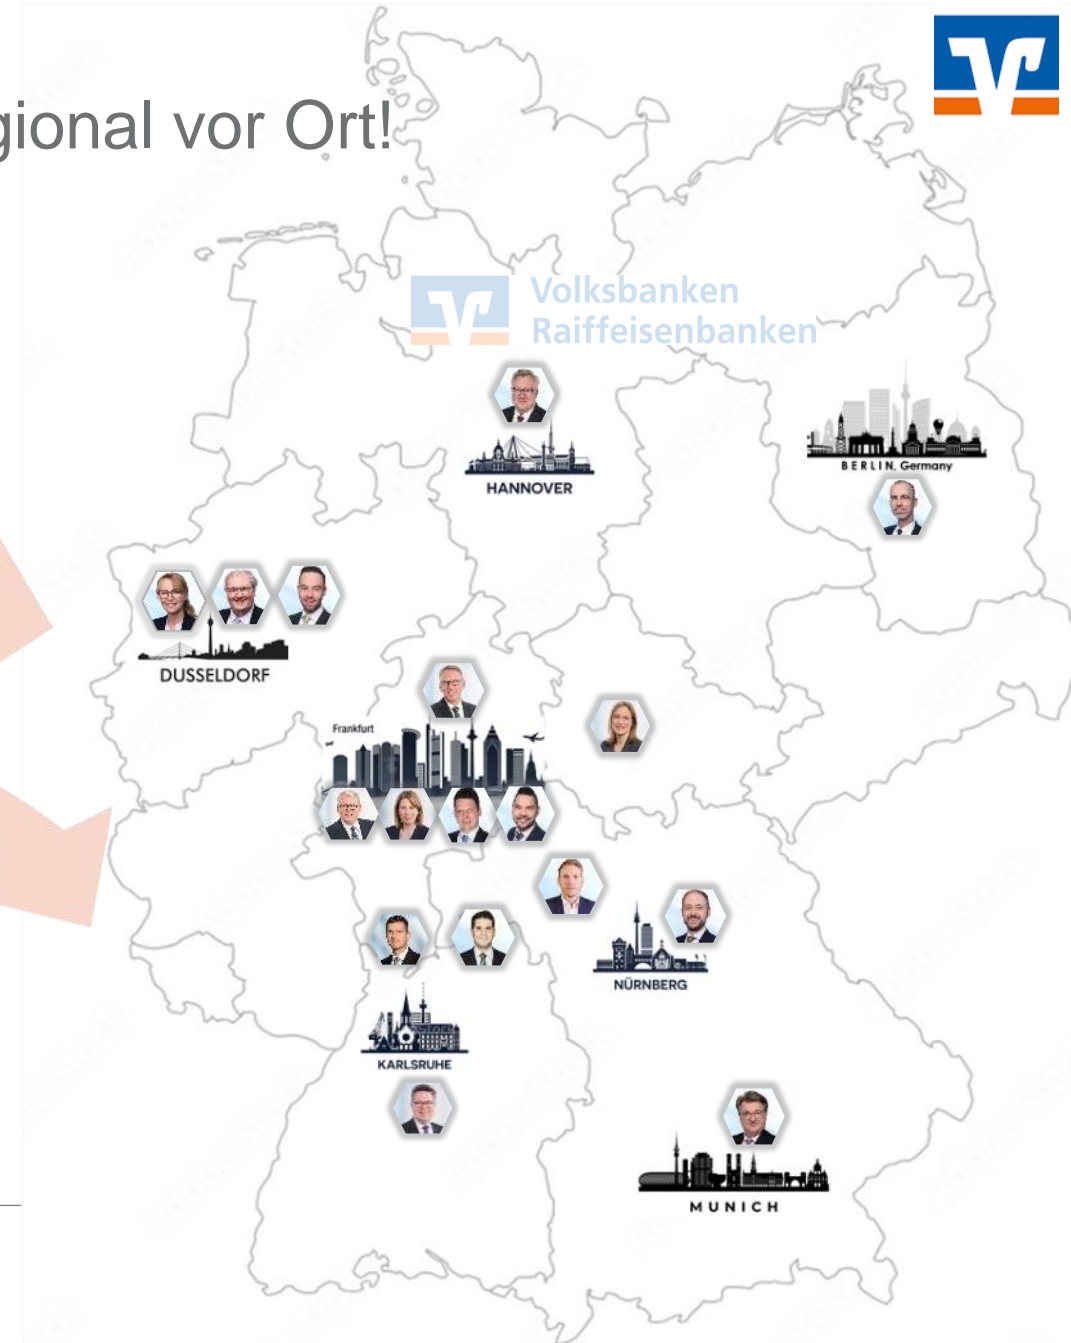 gional vor Ort!
Volksbanken
Raiffeisenbanken
HANNOVER
BERLIN, Germany
DUSSELDORF
Frankfurt
NÜRNBERG
KARLSRUHE
MUNICH